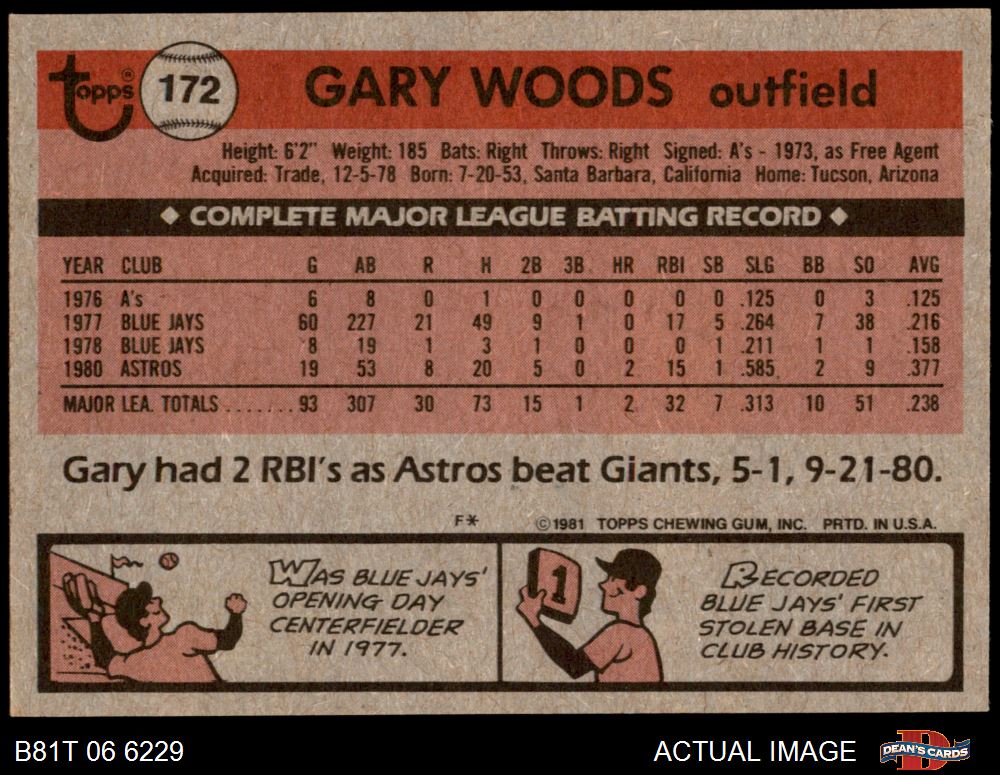 topps® 172 GARY WOODS outfield
Height: 6'2" Weight: 185 Bats: Right Throws: Right Signed: A's - 1973, as Free Agent
Acquired: Trade, 12-5-78 Born: 7-20-53, Santa Barbara, California Home: Tucson, Arizona
◆ COMPLETE MAJOR LEAGUE BATTING RECORD ◆
YEAR CLUB G AB R H 2B 3B HR RBI SB SLG BB SO AVG
1976 A's 6 8 0 1 0 0 0 0 0 .125 0 3 .125
1977 BLUE JAYS 60 227 21 49 9 1 0 17 5 .264 7 38 .216
1978 BLUE JAYS 8 19 1 3 1 0 0 0 1 .211 1 1 .158
1980 ASTROS 19 53 8 20 5 0 2 15 1 .585 2 9 .377
MAJOR LEA. TOTALS ....... 93 307 30 73 15 1 2 32 7 .313 10 51 .238
Gary had 2 RBI's as Astros beat Giants, 5-1, 9-21-80.
F* ©1981 TOPPS CHEWING GUM, INC. PRTD. IN U.S.A.
WAS BLUE JAYS'
OPENING DAY
CENTERFIELDER
IN 1977.
1
RECORDED
BLUE JAYS' FIRST
STOLEN BASE IN
CLUB HISTORY.
B81T 06 6229 ACTUAL IMAGE DEAN'S CARDS